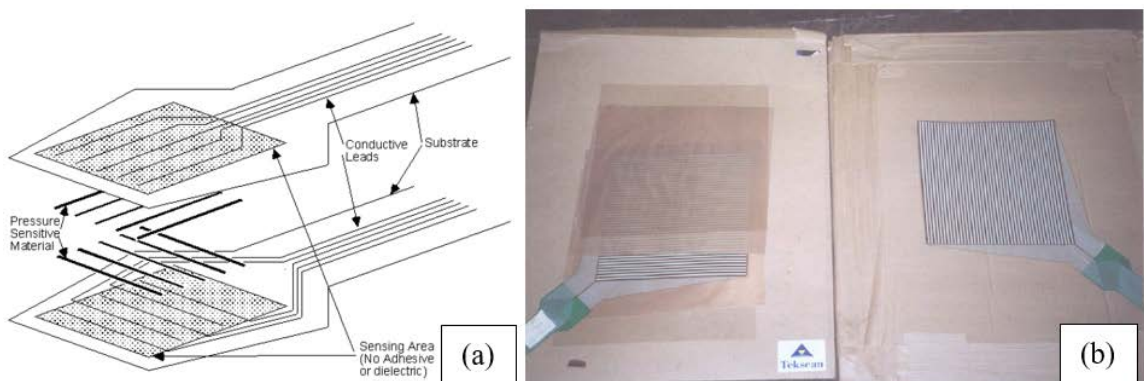 Conductive
Leads
Substrate
Pressure
Sensitive
Material
Sensing Area
(No Adhesive
or dielectric)
(a)
Tekscan
(b)